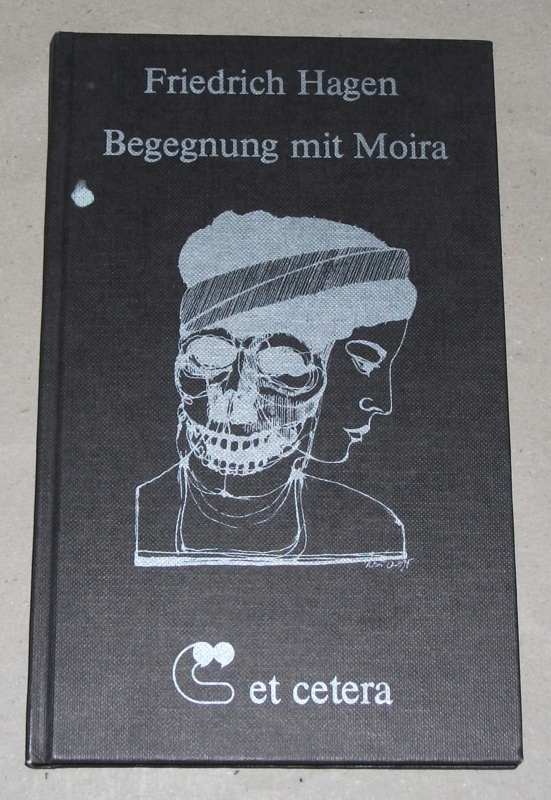 Friedrich Hagen
Begegnung mit Moira
et cetera